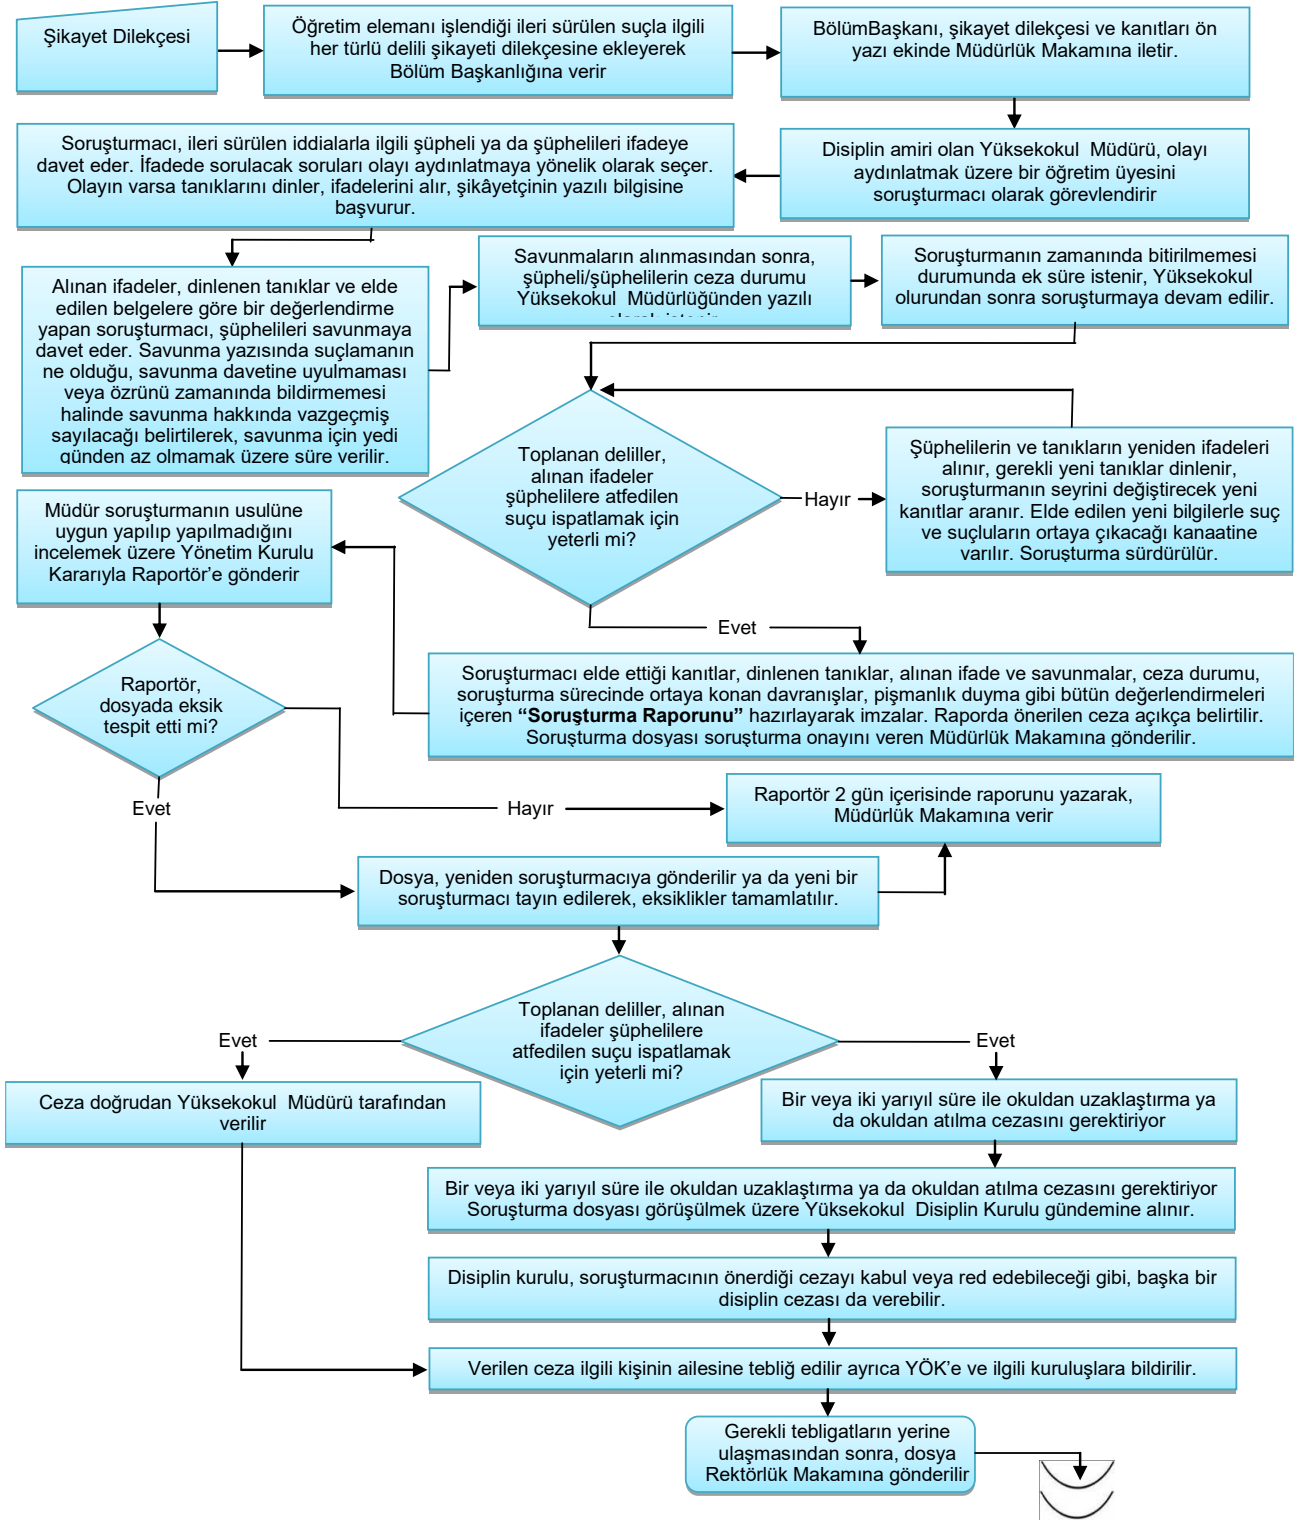 Şikayet Dilekçesi
Öğretim elemanı işlendiği ileri sürülen suçla ilgili
her türlü delili şikayeti dilekçesine ekleyerek
Bölüm Başkanlığına verir
BölümBaşkanı, şikayet dilekçesi ve kanıtları ön
yazı ekinde Müdürlük Makamına iletir.
Disiplin amiri olan Yüksekokul Müdürü, olayı
aydınlatmak üzere bir öğretim üyesini
soruşturmacı olarak görevlendirir
Soruşturmacı, ileri sürülen iddialarla ilgili şüpheli ya da şüphelileri ifadeye
davet eder. İfadede sorulacak soruları olayı aydınlatmaya yönelik olarak seçer.
Olayın varsa tanıklarını dinler, ifadelerini alır, şikâyetçinin yazılı bilgisine
başvurur.
Alınan ifadeler, dinlenen tanıklar ve elde
edilen belgelere göre bir değerlendirme
yapan soruşturmacı, şüphelileri savunmaya
davet eder. Savunma yazısında suçlamanın
ne olduğu, savunma davetine uyulmaması
veya özrünü zamanında bildirmemesi
halinde savunma hakkında vazgeçmiş
sayılacağı belirtilerek, savunma için yedi
günden az olmamak üzere süre verilir.
Savunmaların alınmasından sonra,
şüpheli/şüphelilerin ceza durumu
Yüksekokul Müdürlüğünden yazılı
olarak istenir
Soruşturmanın zamanında bitirilmemesi
durumunda ek süre istenir, Yüksekokul
olurundan sonra soruşturmaya devam edilir.
Toplanan deliller,
alınan ifadeler
şüphelilere atfedilen
suçu ispatlamak için
yeterli mi?
Hayır
Şüphelilerin ve tanıkların yeniden ifadeleri
alınır, gerekli yeni tanıklar dinlenir,
soruşturmanın seyrini değiştirecek yeni
kanıtlar aranır. Elde edilen yeni bilgilerle suç
ve suçluların ortaya çıkacağı kanaatine
varılır. Soruşturma sürdürülür.
Evet
Soruşturmacı elde ettiği kanıtlar, dinlenen tanıklar, alınan ifade ve savunmalar, ceza durumu,
soruşturma sürecinde ortaya konan davranışlar, pişmanlık duyma gibi bütün değerlendirmeleri
içeren “Soruşturma Raporunu” hazırlayarak imzalar. Raporda önerilen ceza açıkça belirtilir.
Soruşturma dosyası soruşturma onayını veren Müdürlük Makamına gönderilir.
Müdür soruşturmanın usulüne
uygun yapılıp yapılmadığını
incelemek üzere Yönetim Kurulu
Kararıyla Raportör’e gönderir
Raportör,
dosyada eksik
tespit etti mi?
Evet
Hayır
Raportör 2 gün içerisinde raporunu yazarak,
Müdürlük Makamına verir
Dosya, yeniden soruşturmacıya gönderilir ya da yeni bir
soruşturmacı tayin edilerek, eksiklikler tamamlatılır.
Toplanan deliller, alınan
ifadeler şüphelilere
atfedilen suçu ispatlamak
için yeterli mi?
Evet
Evet
Ceza doğrudan Yüksekokul Müdürü tarafından
verilir
Bir veya iki yarıyıl süre ile okuldan uzaklaştırma ya
da okuldan atılma cezasını gerektiriyor
Bir veya iki yarıyıl süre ile okuldan uzaklaştırma ya da okuldan atılma cezasını gerektiriyor
Soruşturma dosyası görüşülmek üzere Yüksekokul Disiplin Kurulu gündemine alınır.
Disiplin kurulu, soruşturmacının önerdiği cezayı kabul veya red edebileceği gibi, başka bir
disiplin cezası da verebilir.
Verilen ceza ilgili kişinin ailesine tebliğ edilir ayrıca YÖK’e ve ilgili kuruluşlara bildirilir.
Gerekli tebligatların yerine
ulaşmasından sonra, dosya
Rektörlük Makamına gönderilir